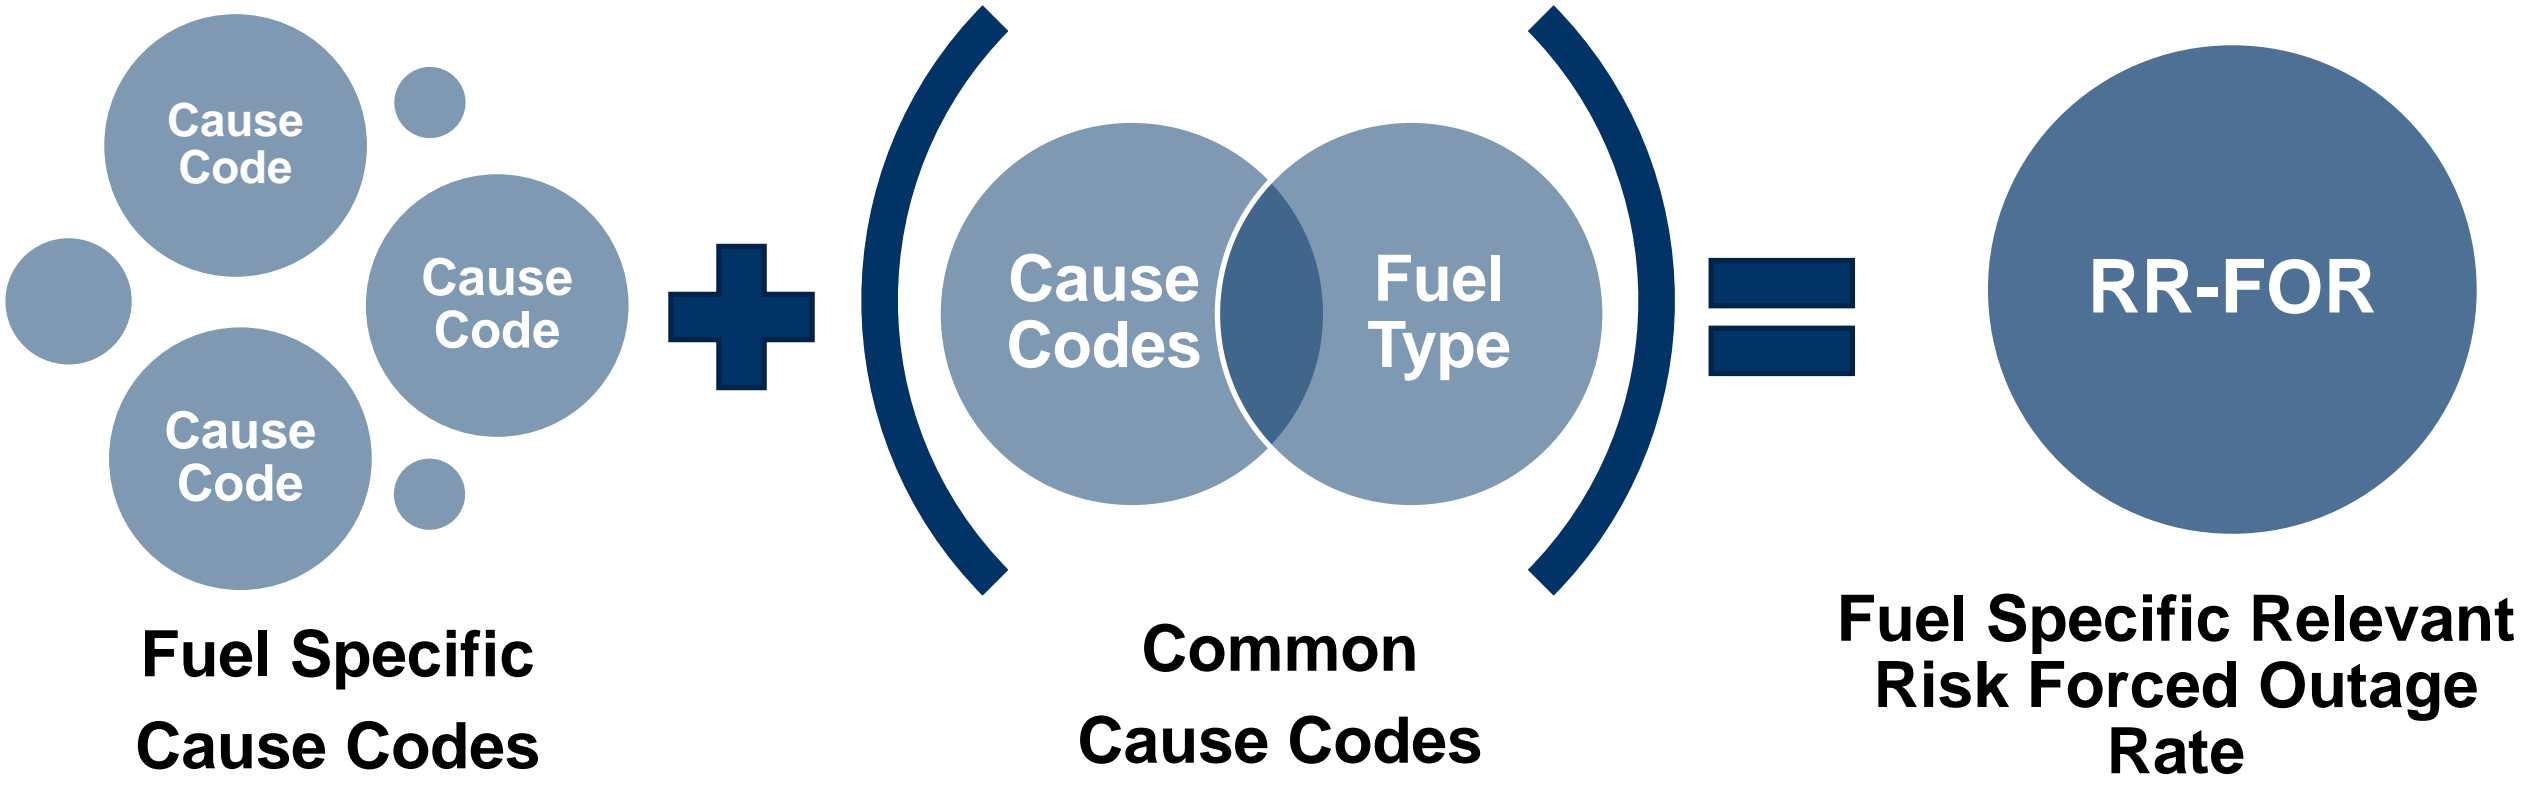 Cause
Code
Cause
Code
Cause
Code
Fuel Specific
Cause Codes
Cause
Codes
Fuel
Type
Common
Cause Codes
RR-FOR
Fuel Specific Relevant
Risk Forced Outage
Rate